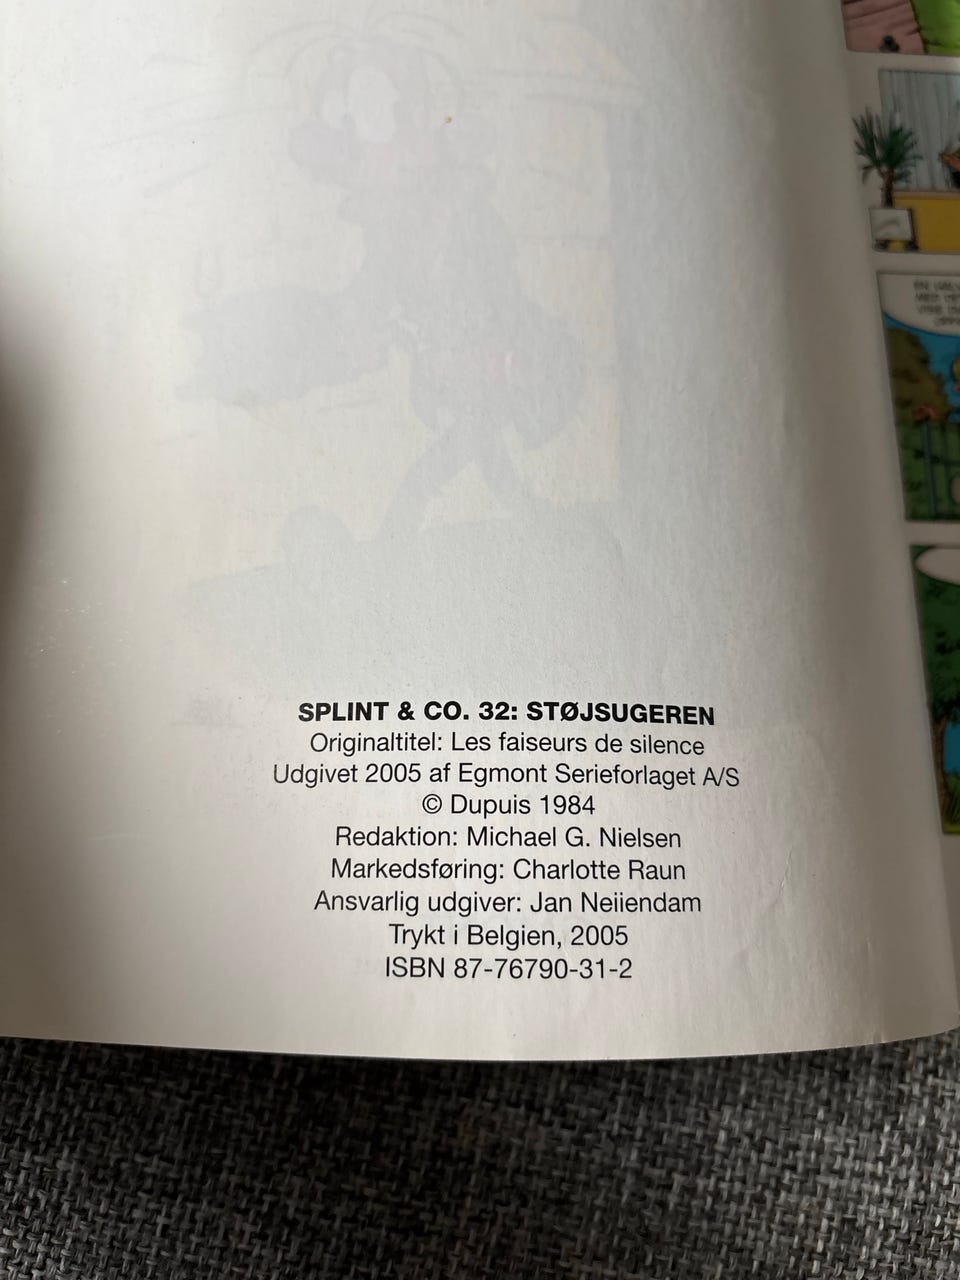 SPLINT & CO. 32: STØJSUGEREN
Originaltitel: Les faiseurs de silence
Udgivet 2005 af Egmont Serieforlaget A/S
© Dupuis 1984
Redaktion: Michael G. Nielsen
Markedsføring: Charlotte Raun
Ansvarlig udgiver: Jan Neiiendam
Trykt i Belgien, 2005
ISBN 87-76790-31-2